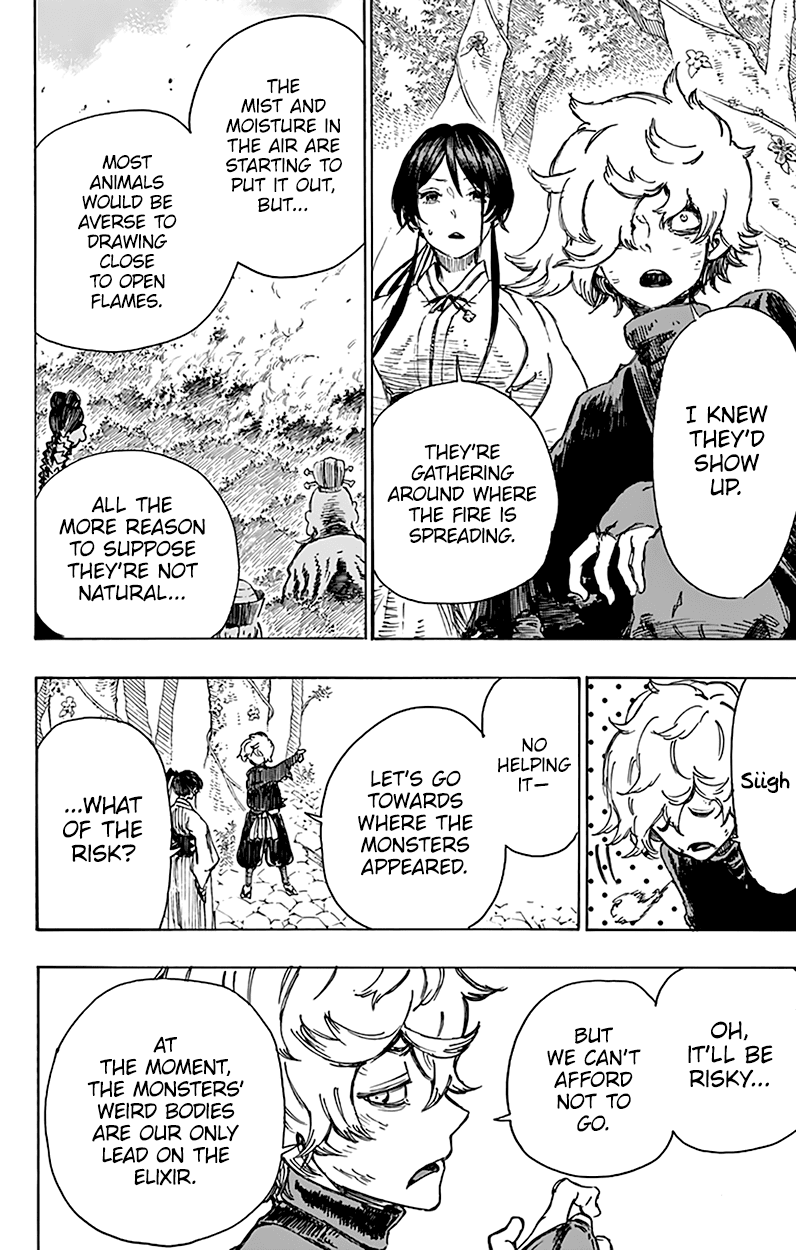 I KNEW
THEY'D
SHOW
UP.
THEY'RE
GATHERING
AROUND WHERE
THE FIRE IS
SPREADING.
THE
MIST AND
MOISTURE IN
THE AIR ARE
STARTING TO
PUT IT OUT,
BUT...
MOST
ANIMALS
WOULD BE
AVERSE TO
DRAWING
CLOSE
TO OPEN
FLAMES.
ALL THE
MORE REASON
TO SUPPOSE
THEY'RE NOT
NATURAL...
Siigh
NO
HELPING
IT—
LET'S GO
TOWARDS
WHERE THE
MONSTERS
APPEARED.
...WHAT
OF THE
RISK?
OH,
IT'LL BE
RISKY...
BUT
WE CAN'T
AFFORD
NOT TO
GO.
AT
THE MOMENT,
THE MONSTERS'
WEIRD BODIES
ARE OUR ONLY
LEAD ON THE
ELIXIR.